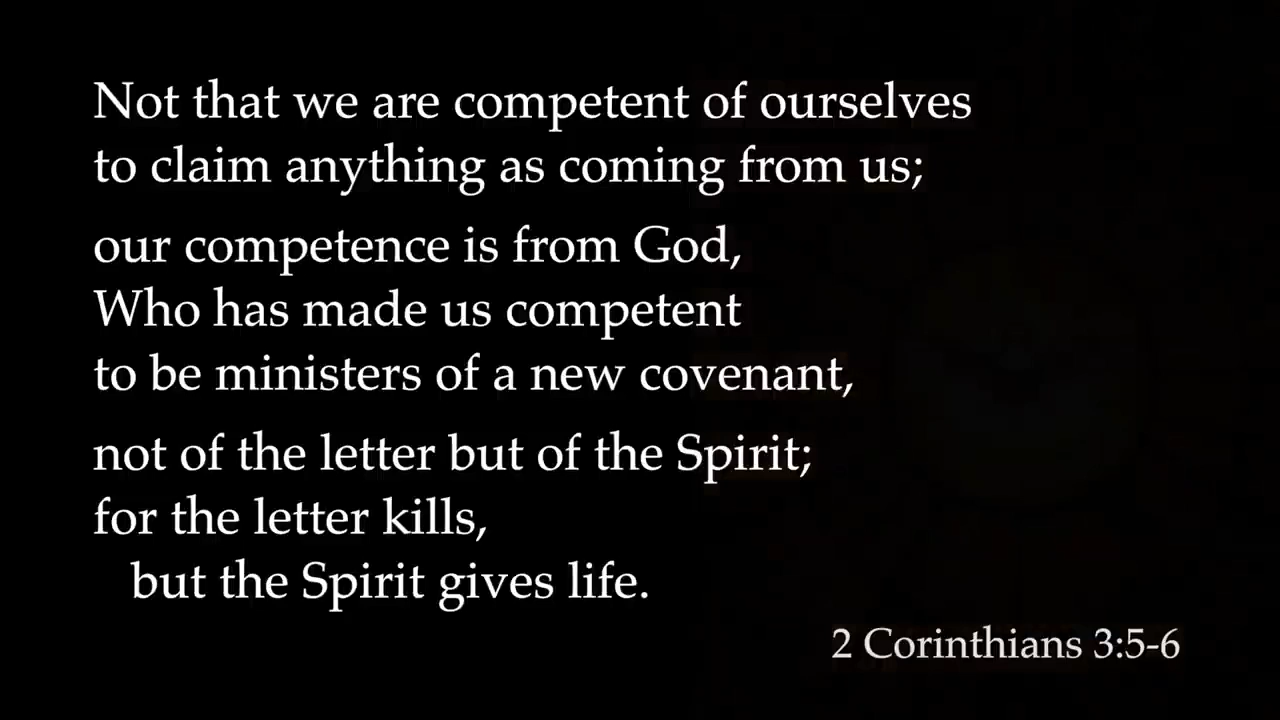 Not that we are competent of ourselves
to claim anything as coming from us;
our competence is from God,
Who has made us competent
to be ministers of a new covenant,
not of the letter but of the Spirit;
for the letter kills,
but the Spirit gives life.
2 Corinthians 3:5-6